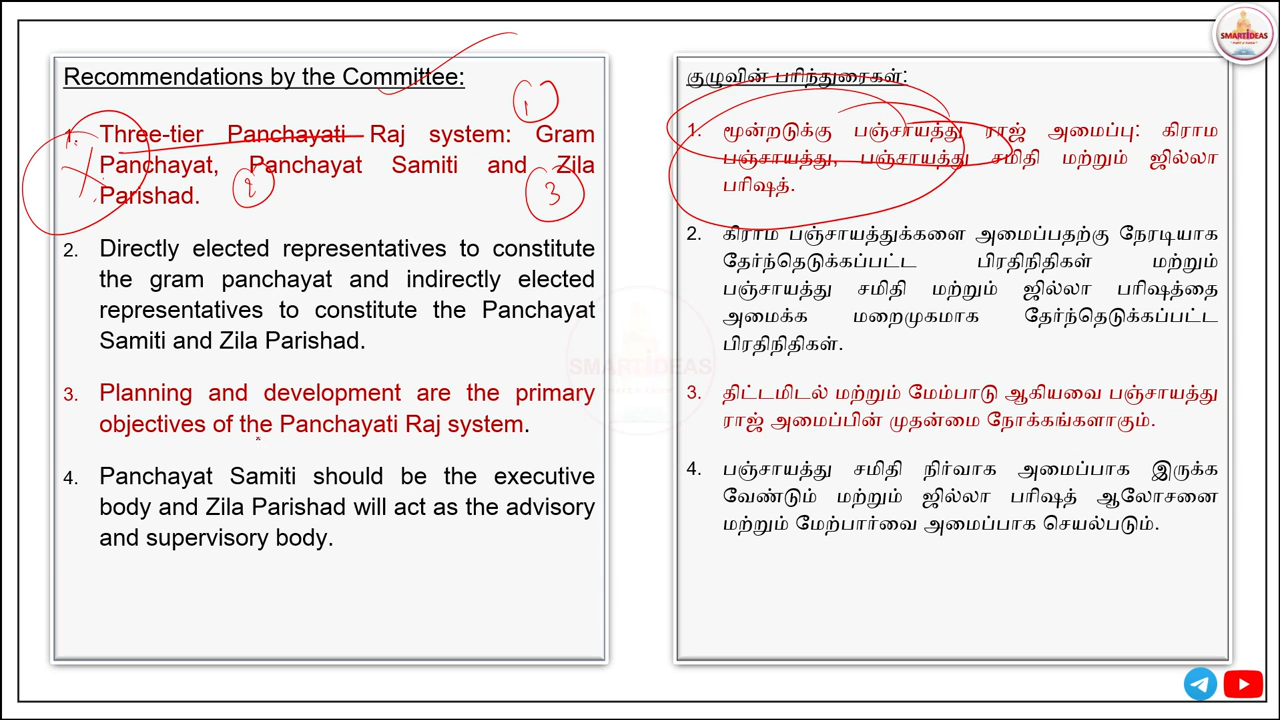 SMARTIDEAS
Recommendations by the Committee:
1. Three-tier Panchayati Raj system: Gram
Panchayat, Panchayat Samiti and Zila
Parishad.
1
2
3
2. Directly elected representatives to constitute
the gram panchayat and indirectly elected
representatives to constitute the Panchayat
Samiti and Zila Parishad.
3. Planning and development are the primary
objectives of the Panchayati Raj system.
4. Panchayat Samiti should be the executive
body and Zila Parishad will act as the advisory
and supervisory body.
குழுவின் பரிந்துரைகள்:
1. மூன்றடுக்கு பஞ்சாயத்து ராஜ் அமைப்பு: கிராம
பஞ்சாயத்து, பஞ்சாயத்து சமிதி மற்றும் ஜில்லா
பரிஷத்.
2. கிராம பஞ்சாயத்துக்களை அமைப்பதற்கு நேரடியாக
தேர்ந்தெடுக்கப்பட்ட பிரதிநிதிகள் மற்றும்
பஞ்சாயத்து சமிதி மற்றும் ஜில்லா பரிஷத்தை
அமைக்க மறைமுகமாக தேர்ந்தெடுக்கப்பட்ட
பிரதிநிதிகள்.
3. திட்டமிடல் மற்றும் மேம்பாடு ஆகியவை பஞ்சாயத்து
ராஜ் அமைப்பின் முதன்மை நோக்கங்களாகும்.
4. பஞ்சாயத்து சமிதி நிர்வாக அமைப்பாக இருக்க
வேண்டும் மற்றும் ஜில்லா பரிஷத் ஆலோசனை
மற்றும் மேற்பார்வை அமைப்பாக செயல்படும்.
SMARTIDEAS